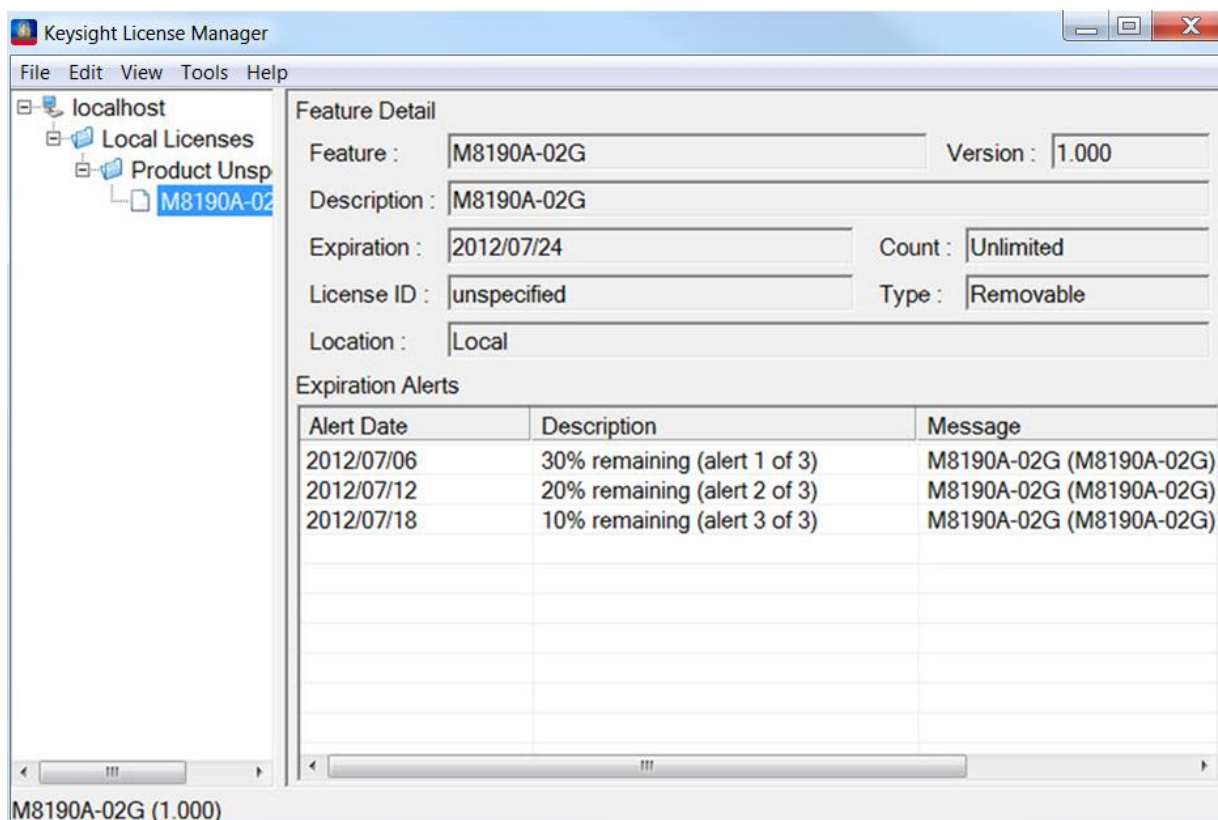 Keysight License Manager
File Edit View Tools Help
localhost
Local Licenses
Product Unsp
M8190A-02
Feature Detail
Feature : M8190A-02G Version : 1.000
Description : M8190A-02G
Expiration : 2012/07/24 Count : Unlimited
License ID : unspecified Type : Removable
Location : Local
Expiration Alerts
Alert Date Description Message
2012/07/06 30% remaining (alert 1 of 3) M8190A-02G (M8190A-02G)
2012/07/12 20% remaining (alert 2 of 3) M8190A-02G (M8190A-02G)
2012/07/18 10% remaining (alert 3 of 3) M8190A-02G (M8190A-02G)
M8190A-02G (1.000)